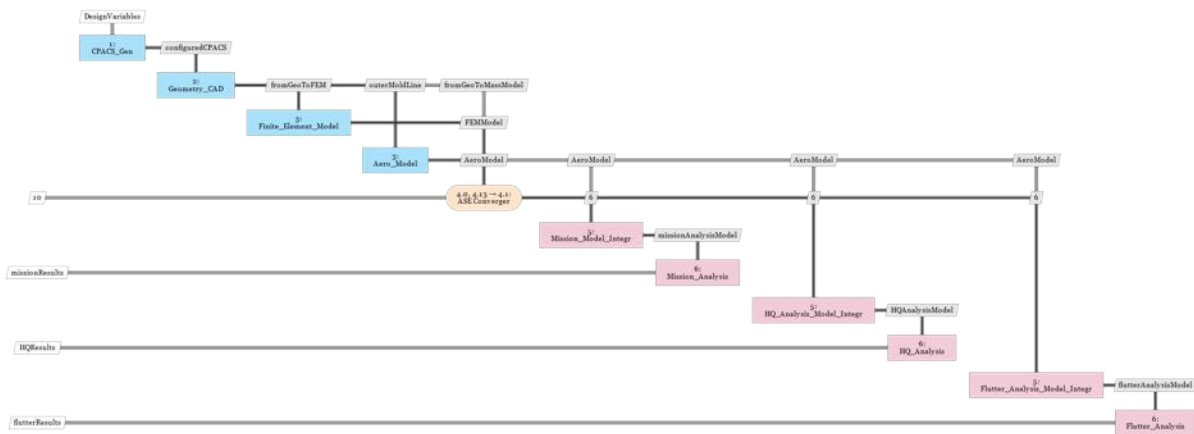 DesignVariables
1:
CPACS_Gen
configuredCPACS
2:
Geometry_CAD
fromGeoToFEM
outerMoldLine
fromGeoToMassModel
3:
Finite_Element_Model
FEMModel
3:
Aero_Model
AeroModel
AeroModel
AeroModel
AeroModel
10
4.0, 4.13 → 4.1:
ASEConverger
6
6
6
5:
Mission_Model_Integr
missionAnalysisModel
missionResults
6:
Mission_Analysis
5:
HQ_Analysis_Model_Integr
HQAnalysisModel
HQResults
6:
HQ_Analysis
5:
Flutter_Analysis_Model_Integr
flutterAnalysisModel
flutterResults
6:
Flutter_Analysis